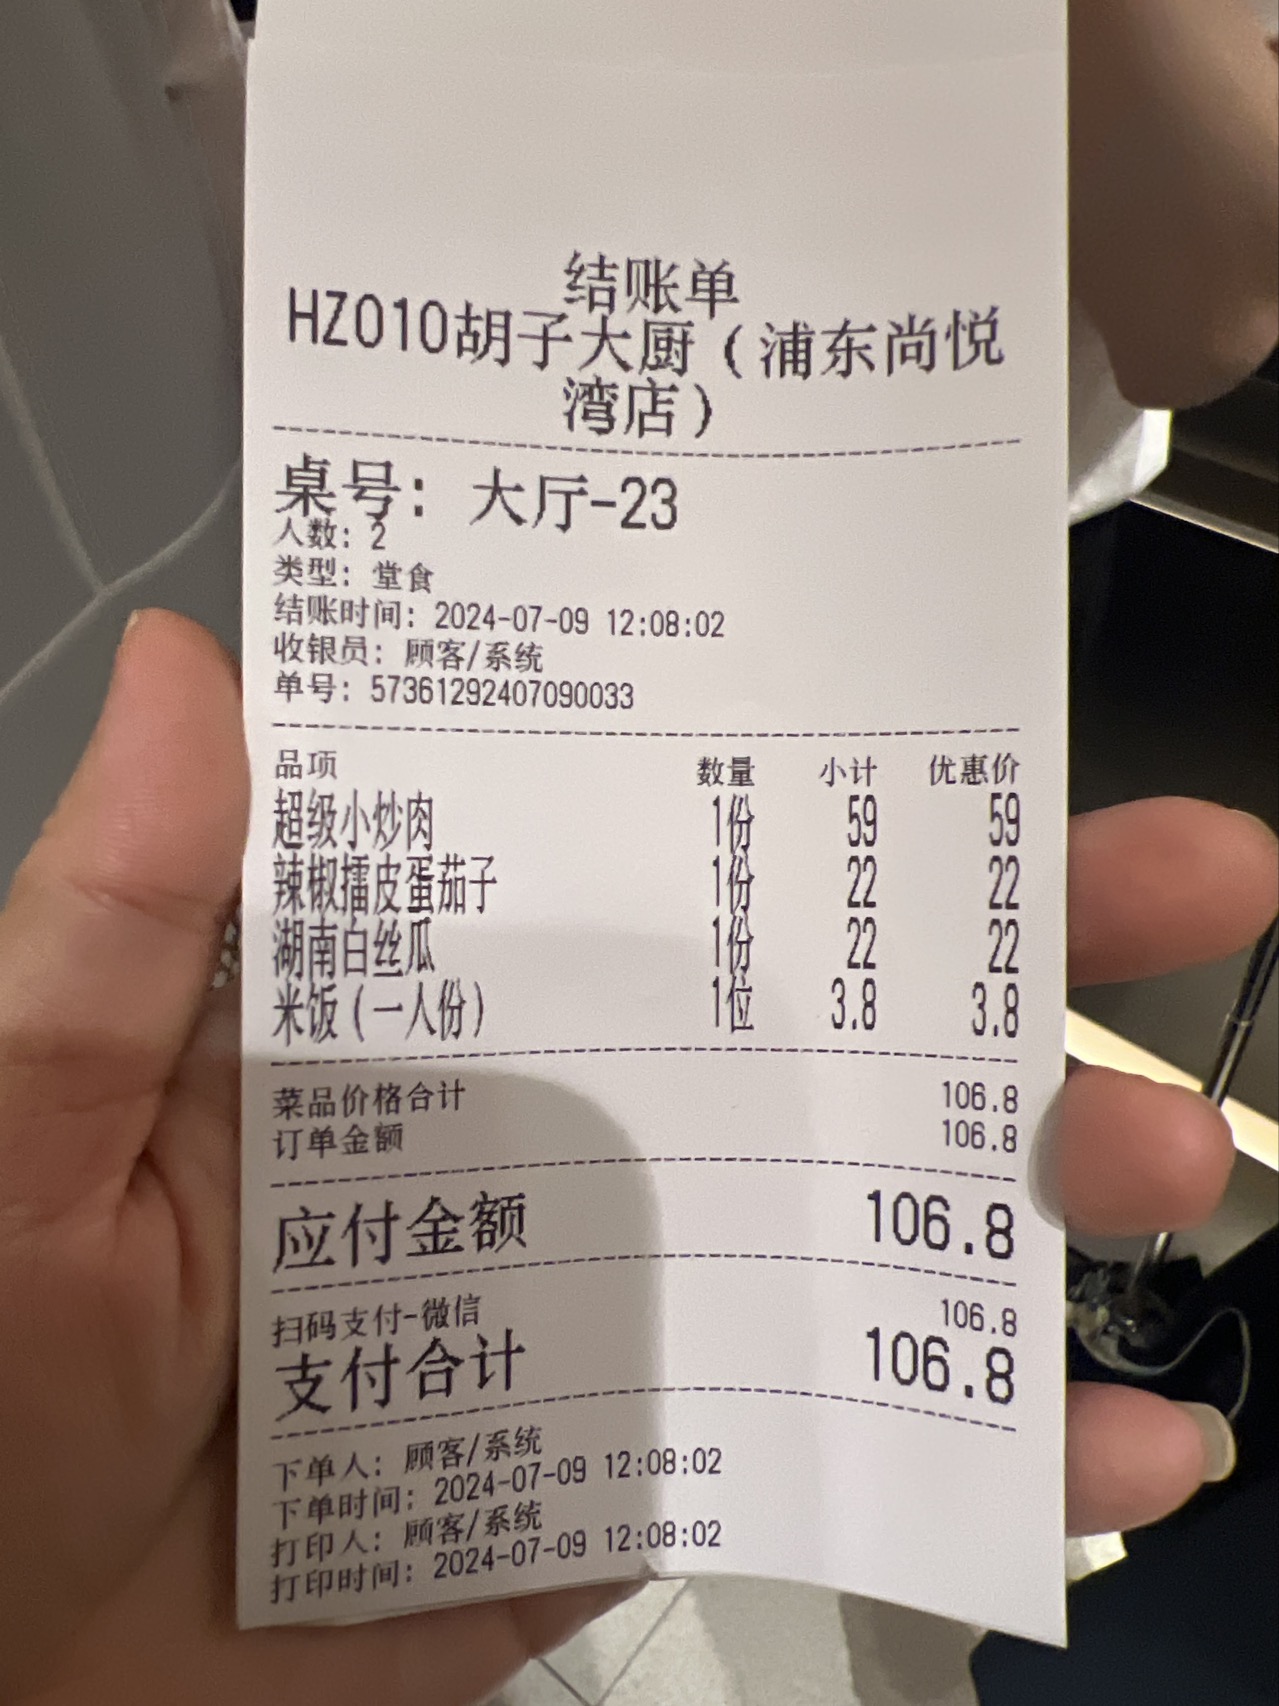 结账单
HZ010胡子大厨（浦东尚悦
湾店）
桌号：大厅-23
人数：2
类型：堂食
结账时间：2024-07-09 12:08:02
收银员：顾客/系统
单号：57361292407090033
品项 数量 小计 优惠价
超级小炒肉 1份 59 59
辣椒擂皮蛋茄子 1份 22 22
湖南白丝瓜 1份 22 22
米饭（一人份） 1位 3.8 3.8
菜品价格合计 106.8
订单金额 106.8
应付金额 106.8
扫码支付-微信 106.8
支付合计 106.8
下单人：顾客/系统
下单时间：2024-07-09 12:08:02
打印人：顾客/系统
打印时间：2024-07-09 12:08:02